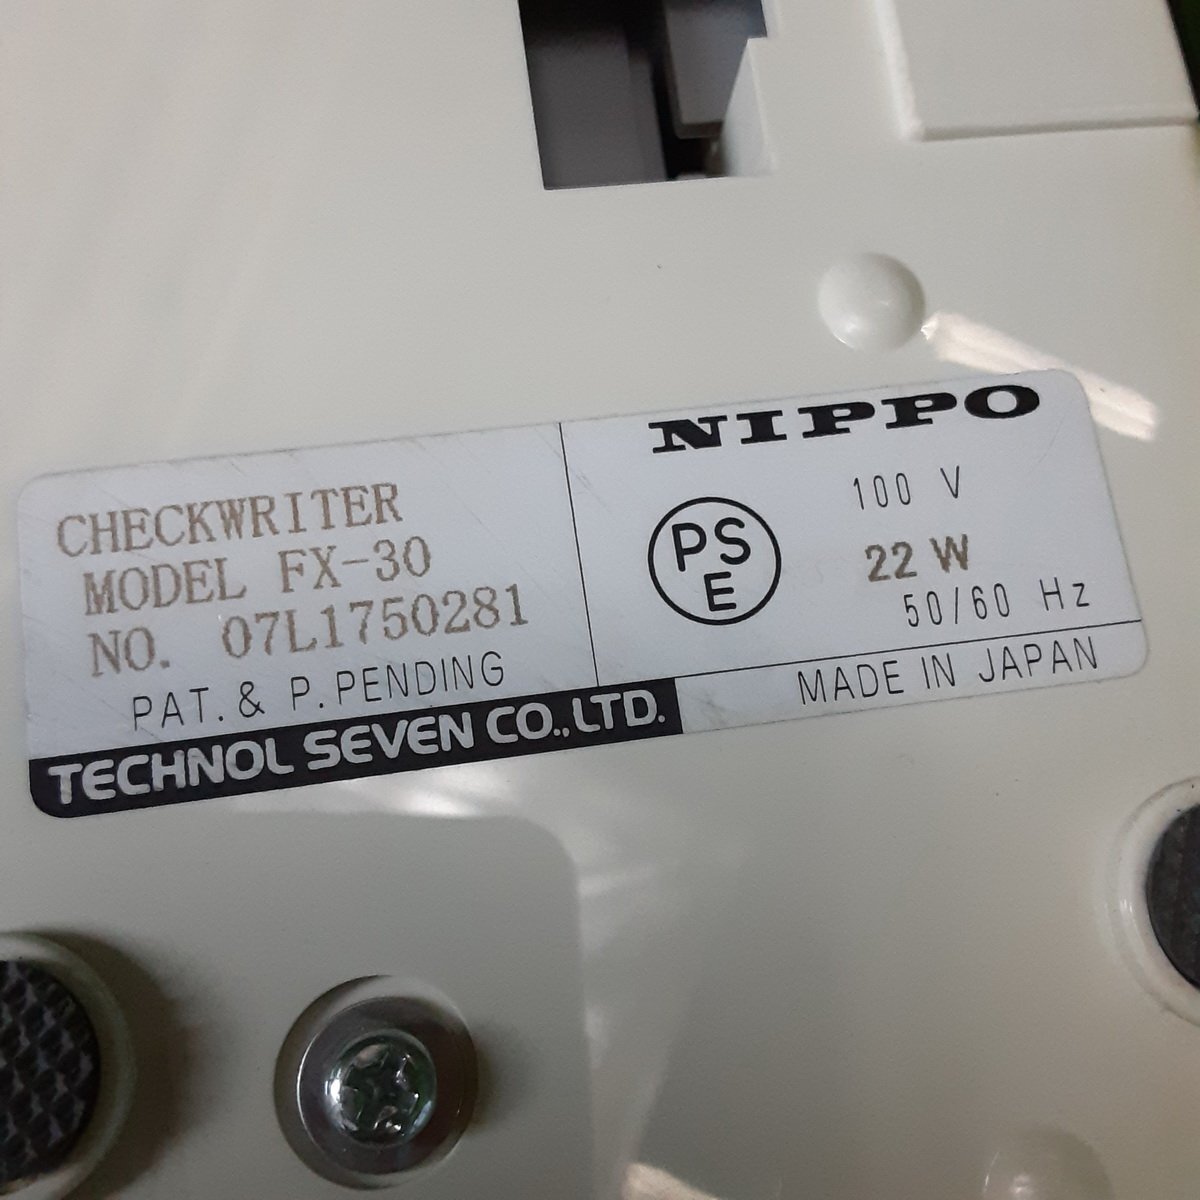 CHECKWRITER
MODEL FX-30
NO. 07L1750281
PAT. & P. PENDING
TECHNOL SEVEN CO., LTD.
NIPPO
PS
E
100 V
22 W
50/60 Hz
MADE IN JAPAN